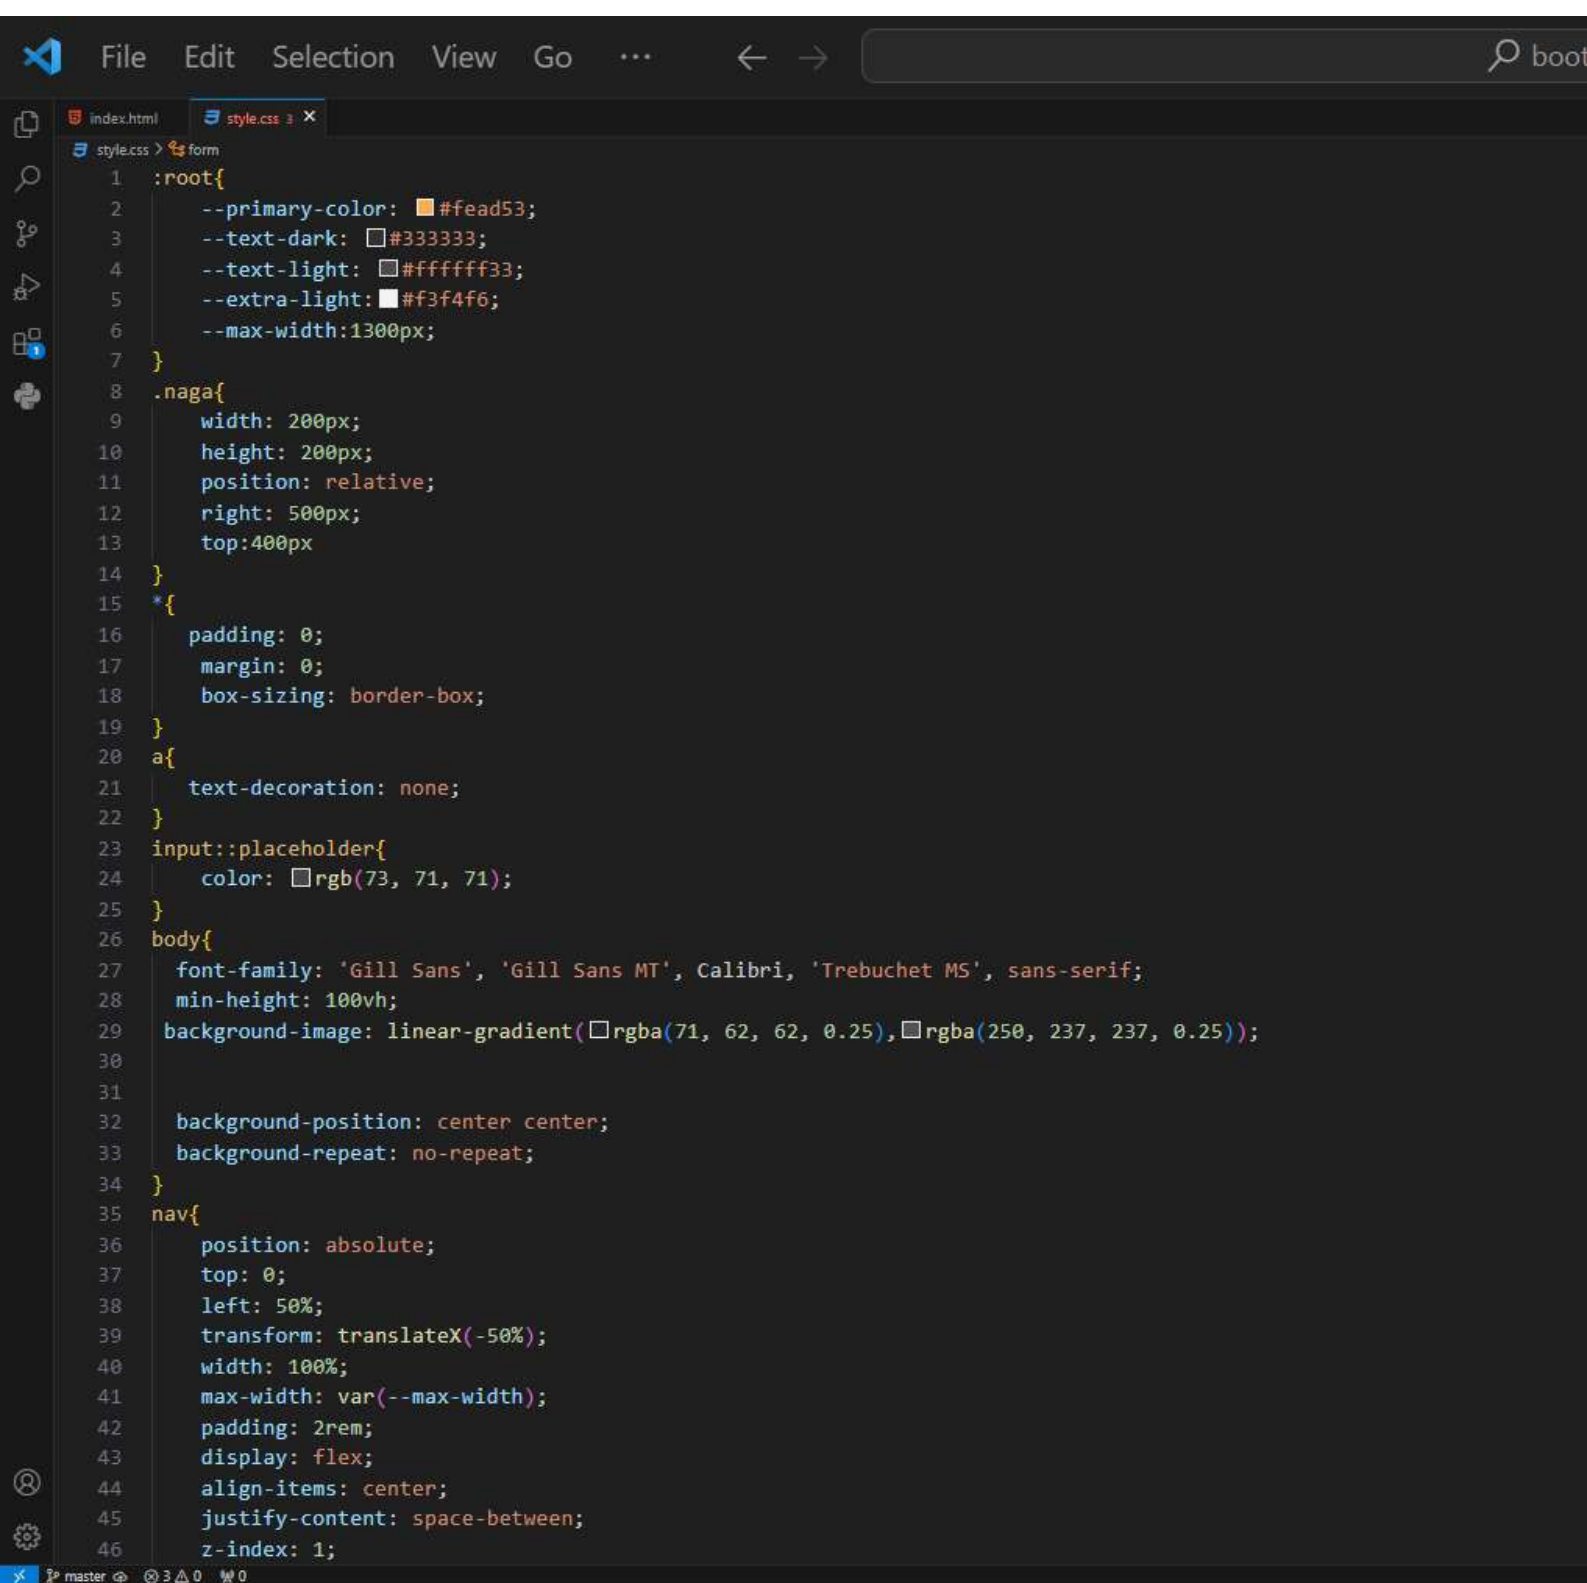 File Edit Selection View Go ··· ← → boot
index.html style.css 3 ×
style.css > form
1 :root{
2 --primary-color: #fead53;
3 --text-dark: #333333;
4 --text-light: #ffffff33;
5 --extra-light: #f3f4f6;
6 --max-width:1300px;
7 }
8 .naga{
9 width: 200px;
10 height: 200px;
11 position: relative;
12 right: 500px;
13 top:400px
14 }
15 *{
16 padding: 0;
17 margin: 0;
18 box-sizing: border-box;
19 }
20 a{
21 text-decoration: none;
22 }
23 input::placeholder{
24 color: rgb(73, 71, 71);
25 }
26 body{
27 font-family: 'Gill Sans', 'Gill Sans MT', Calibri, 'Trebuchet MS', sans-serif;
28 min-height: 100vh;
29 background-image: linear-gradient(rgba(71, 62, 62, 0.25),rgba(250, 237, 237, 0.25));
30
31
32 background-position: center center;
33 background-repeat: no-repeat;
34 }
35 nav{
36 position: absolute;
37 top: 0;
38 left: 50%;
39 transform: translateX(-50%);
40 width: 100%;
41 max-width: var(--max-width);
42 padding: 2rem;
43 display: flex;
44 align-items: center;
45 justify-content: space-between;
46 z-index: 1;
master 3 0 0